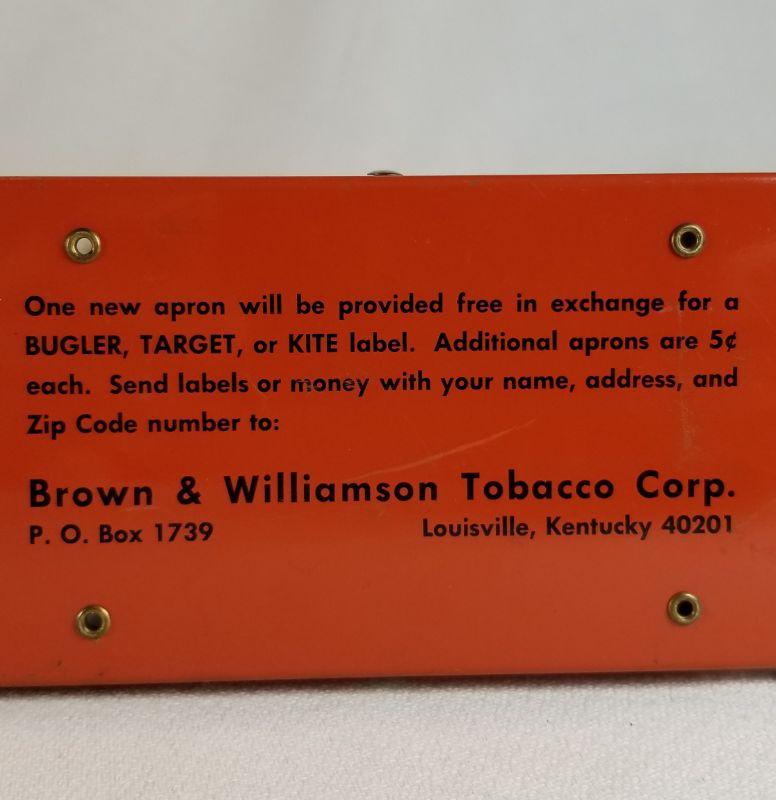 One new apron will be provided free in exchange for a
BUGLER, TARGET, or KITE label. Additional aprons are 5¢
each. Send labels or money with your name, address, and
Zip Code number to:
Brown & Williamson Tobacco Corp.
P. O. Box 1739 Louisville, Kentucky 40201